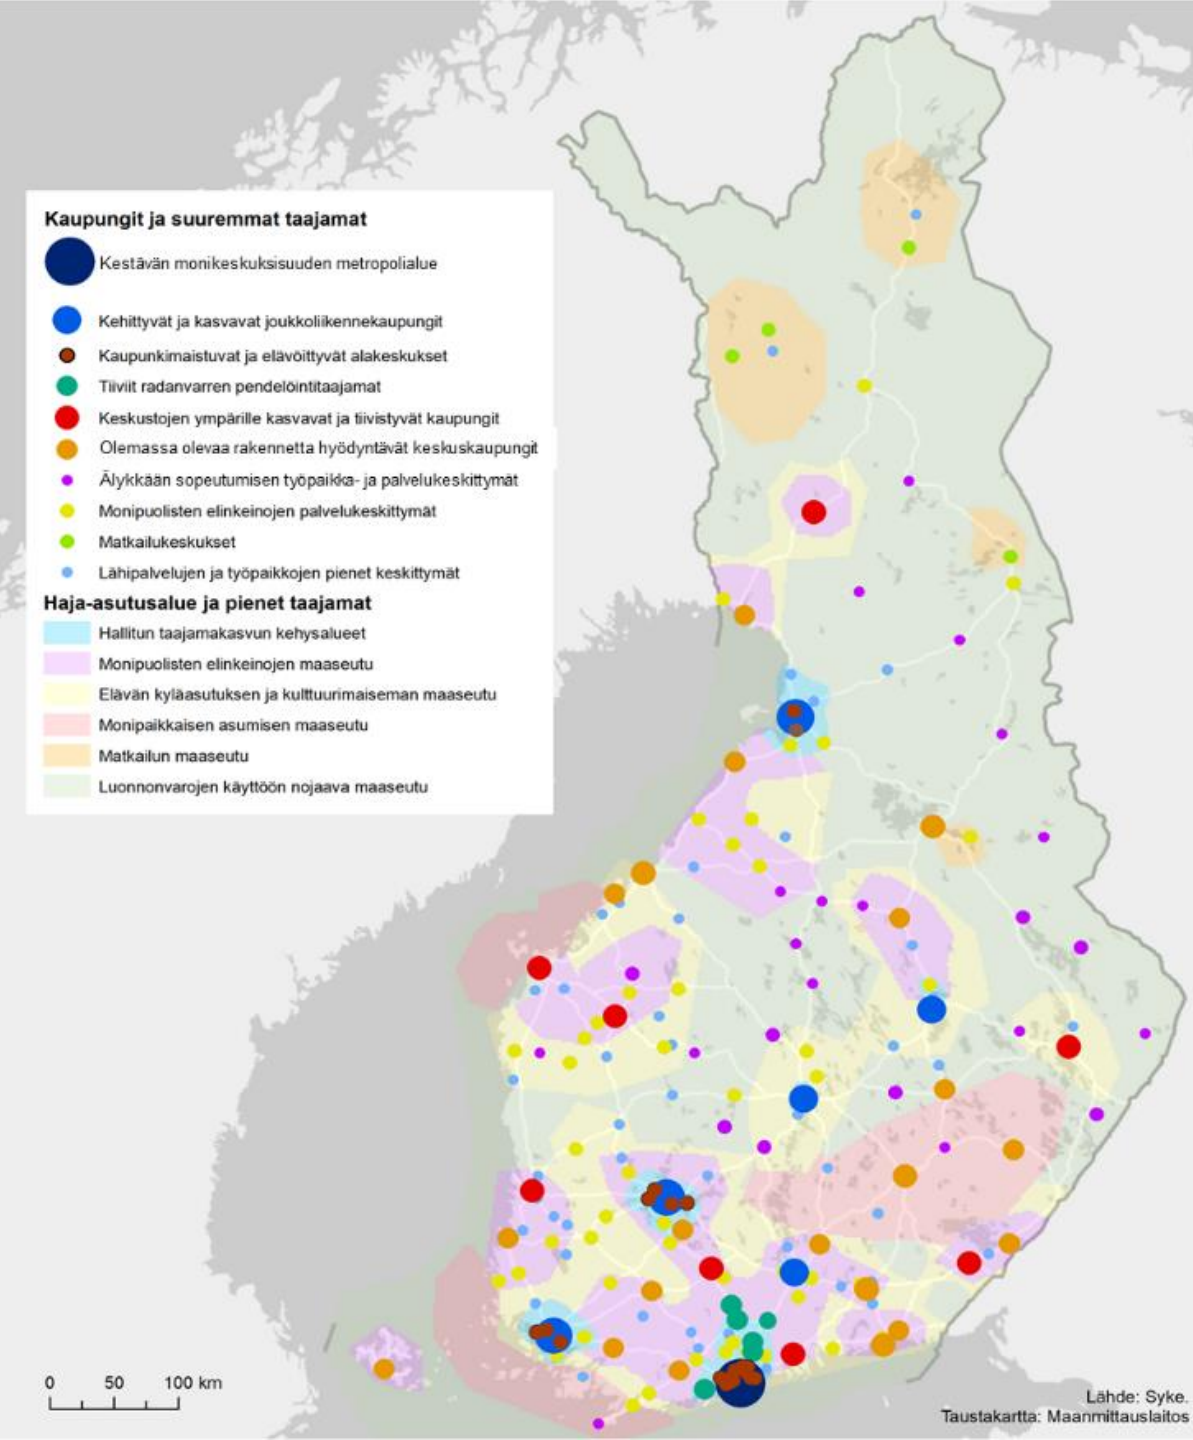 Kaupungit ja suuremmat taajamat
Kestävän monikeskuksisuuden metropolialue
Kehittyvät ja kasvavat joukkoliikennekaupungit
Kaupunkimaistuvat ja elävöittyvät alakeskukset
Tiiviit radanvarren pendelöintitaajamat
Keskustojen ympärille kasvavat ja tiivistyvät kaupungit
Olemassa olevaa rakennetta hyödyntävät keskuskaupungit
Älykkään sopeutumisen työpaikka- ja palvelukeskittymät
Monipuolisten elinkeinojen palvelukeskittymät
Matkailukeskukset
Lähipalvelujen ja työpaikkojen pienet keskittymät
Haja-asutusalue ja pienet taajamat
Hallitun taajamakasvun kehysalueet
Monipuolisten elinkeinojen maaseutu
Elävän kyläasutuksen ja kulttuurimaiseman maaseutu
Monipaikkaisen asumisen maaseutu
Matkailun maaseutu
Luonnonvarojen käyttöön nojaava maaseutu
0 50 100 km
Lähde: Syke.
Taustakartta: Maanmittauslaitos